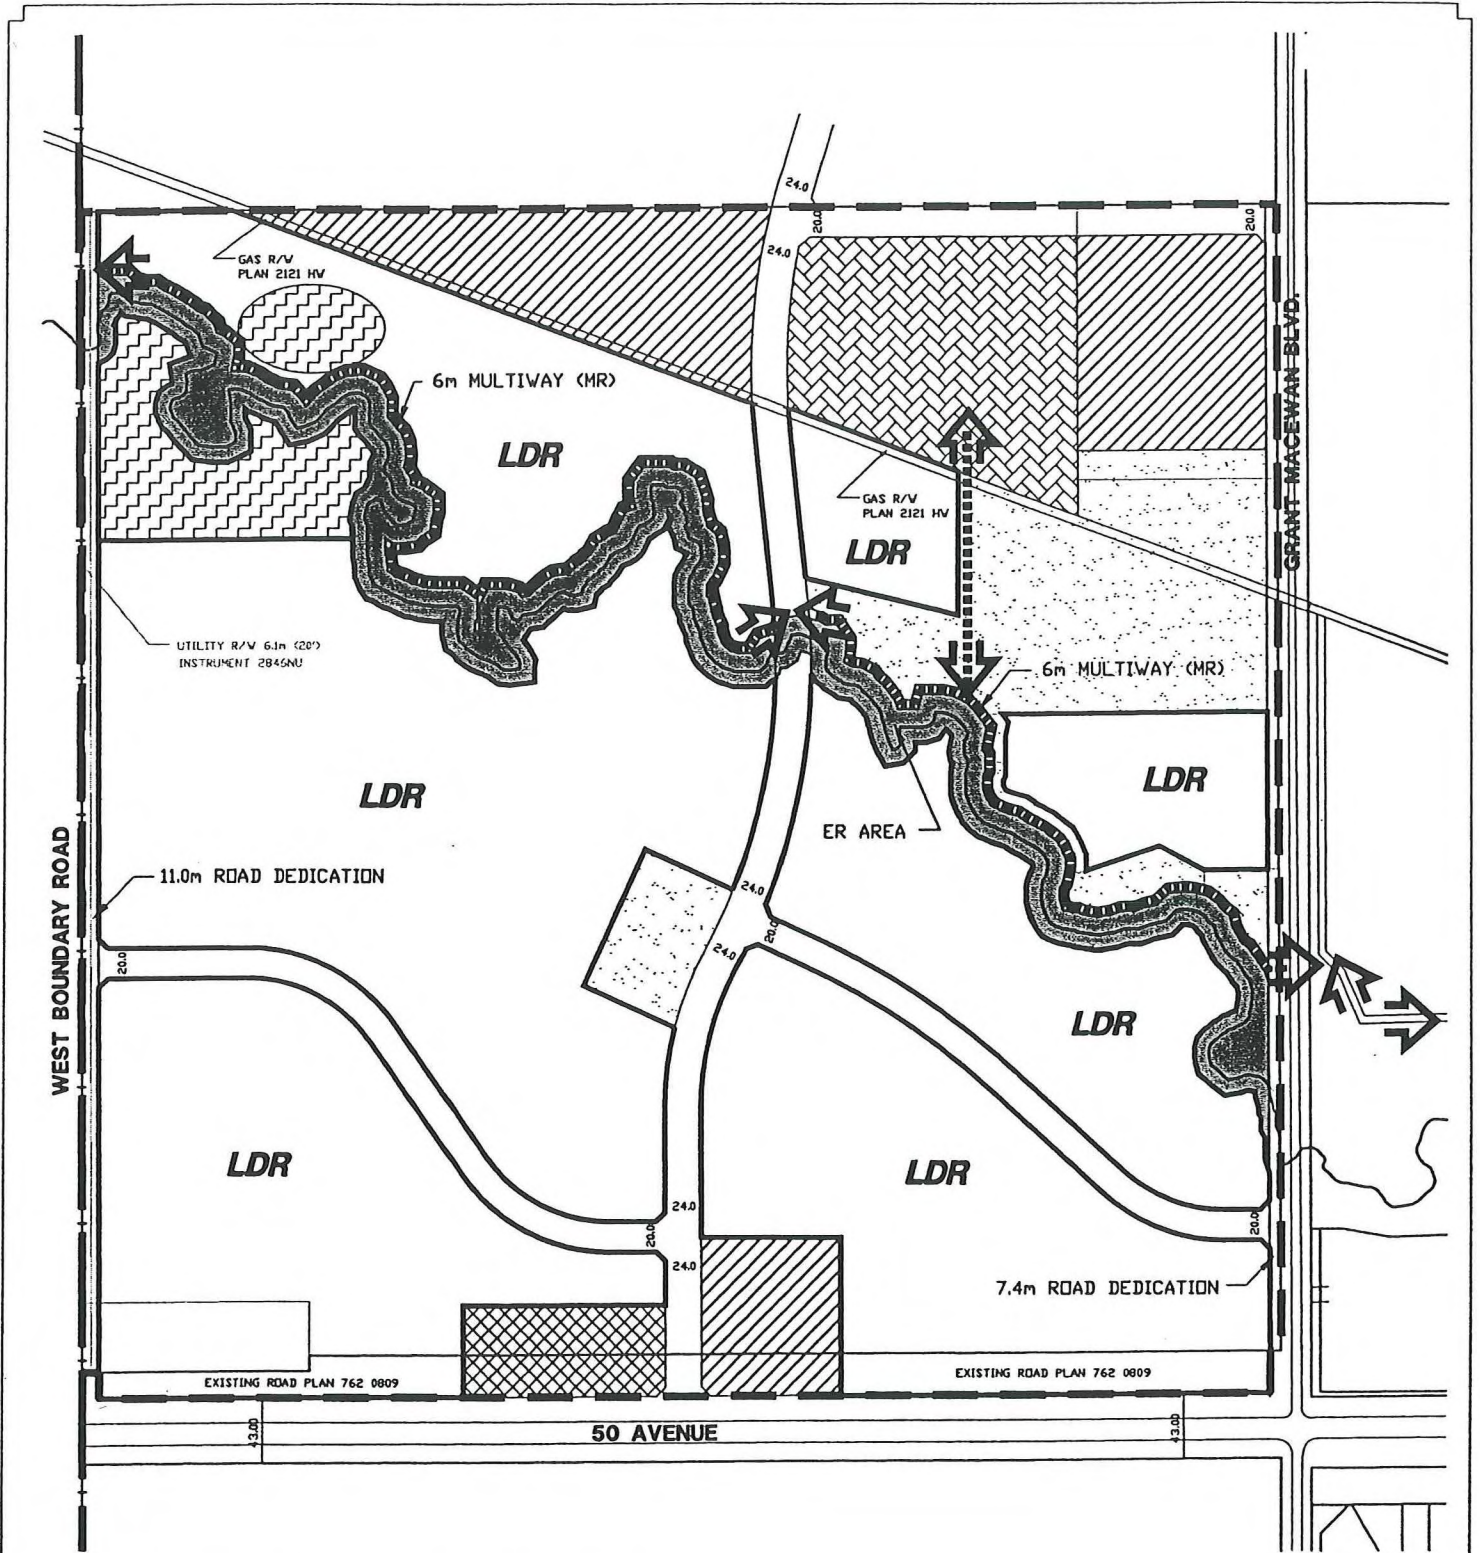 24.0
20.0
20.0
24.0
GAS R/W
PLAN 2121 HW
6m MULTIWAY (MR)
LDR
GRANT MACEWAN BLVD.
GAS R/W
PLAN 2121 HW
LDR
UTILITY R/W 6.1m (20')
INSTRUMENT 2846NU
6m MULTIWAY (MR)
LDR
LDR
ER AREA
WEST BOUNDARY ROAD
11.0m ROAD DEDICATION
24.0
20.0
24.0
20.0
LDR
LDR
LDR
24.0
20.0
20.0
24.0
7.4m ROAD DEDICATION
EXISTING ROAD PLAN 762 0809
EXISTING ROAD PLAN 762 0809
43.00
50 AVENUE
43.00